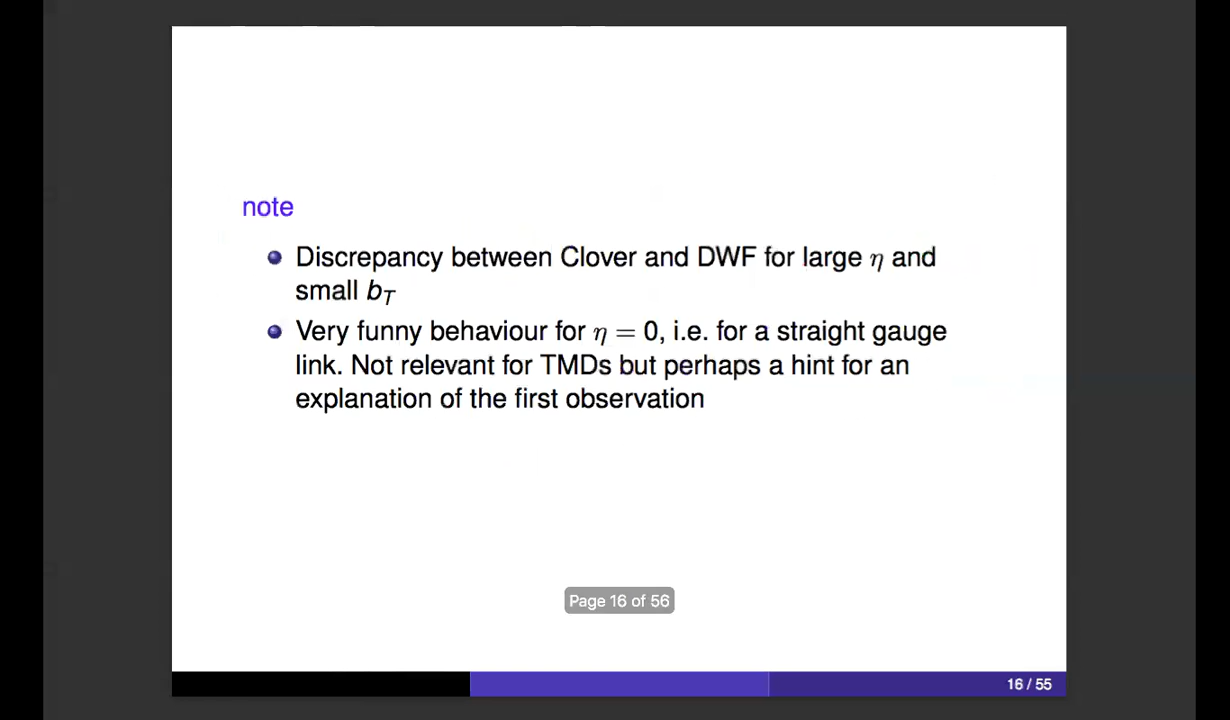 note
Discrepancy between Clover and DWF for large η and
small b_T
Very funny behaviour for η = 0, i.e. for a straight gauge
link. Not relevant for TMDs but perhaps a hint for an
explanation of the first observation
Page 16 of 56
16 / 55